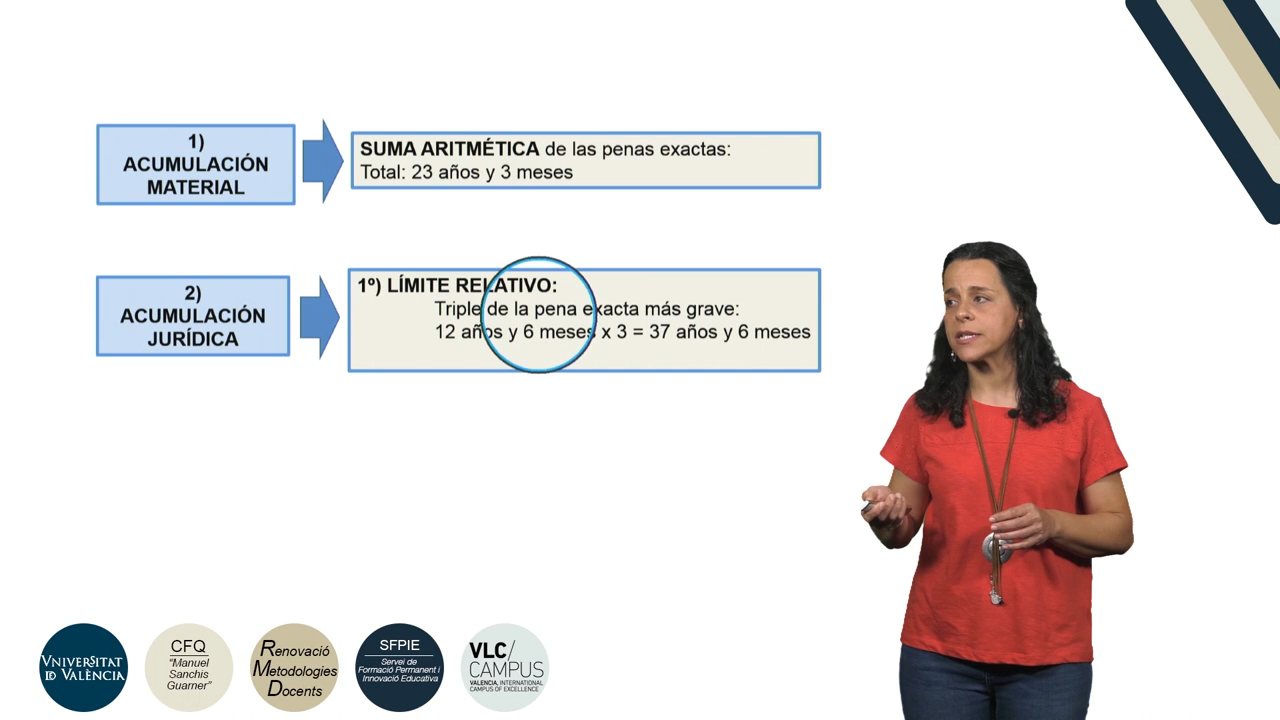 1)
ACUMULACIÓN
MATERIAL
SUMA ARITMÉTICA de las penas exactas:
Total: 23 años y 3 meses
2)
ACUMULACIÓN
JURÍDICA
1º) LÍMITE RELATIVO:
Triple de la pena exacta más grave:
12 años y 6 meses x 3 = 37 años y 6 meses
VNIVERSITAT
ID VALÈNCIA
CFQ
"Manuel
Sanchis
Guarner"
Renovació
Metodologies
Docents
SFPIE
Servei de
Formació Permanent i
Innovació Educativa
VLC/
CAMPUS
VALENCIA, INTERNATIONAL
CAMPUS OF EXCELLENCE